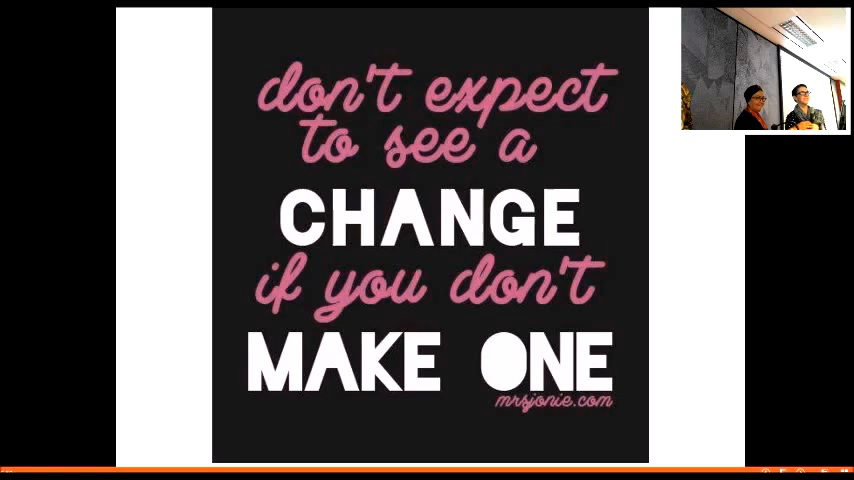 don't expect
to see a
CHANGE
if you don't
MAKE ONE
mrsjonie.com